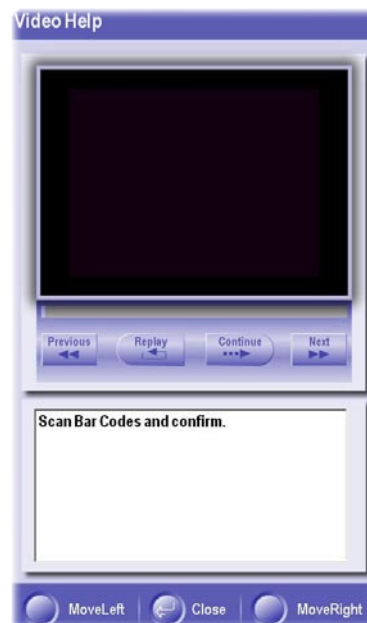 Video Help
Previous Replay Continue Next
Scan Bar Codes and confirm.
MoveLeft Close MoveRight